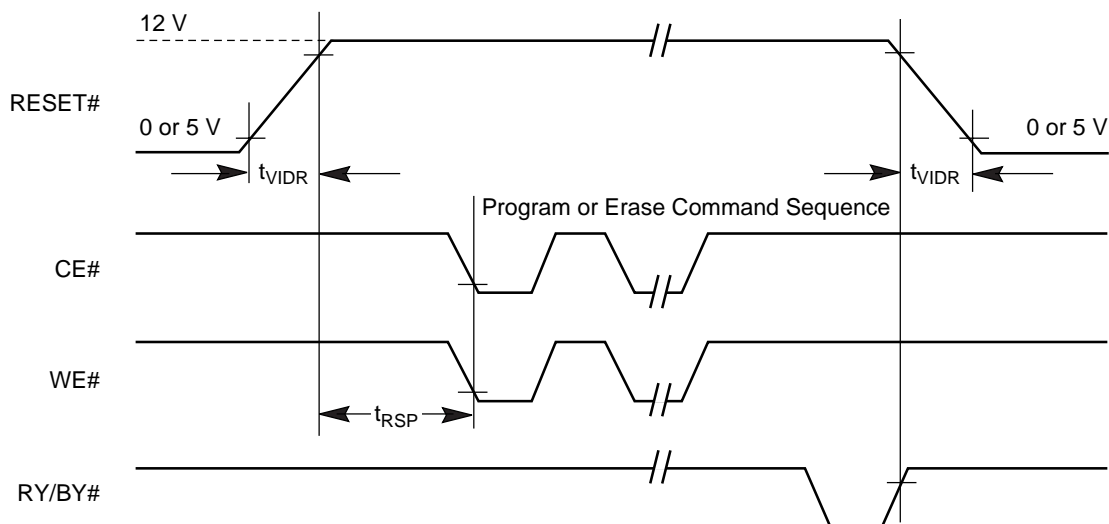 12 V
RESET#
0 or 5 V
0 or 5 V
tVIDR
tVIDR
Program or Erase Command Sequence
CE#
WE#
tRSP
RY/BY#